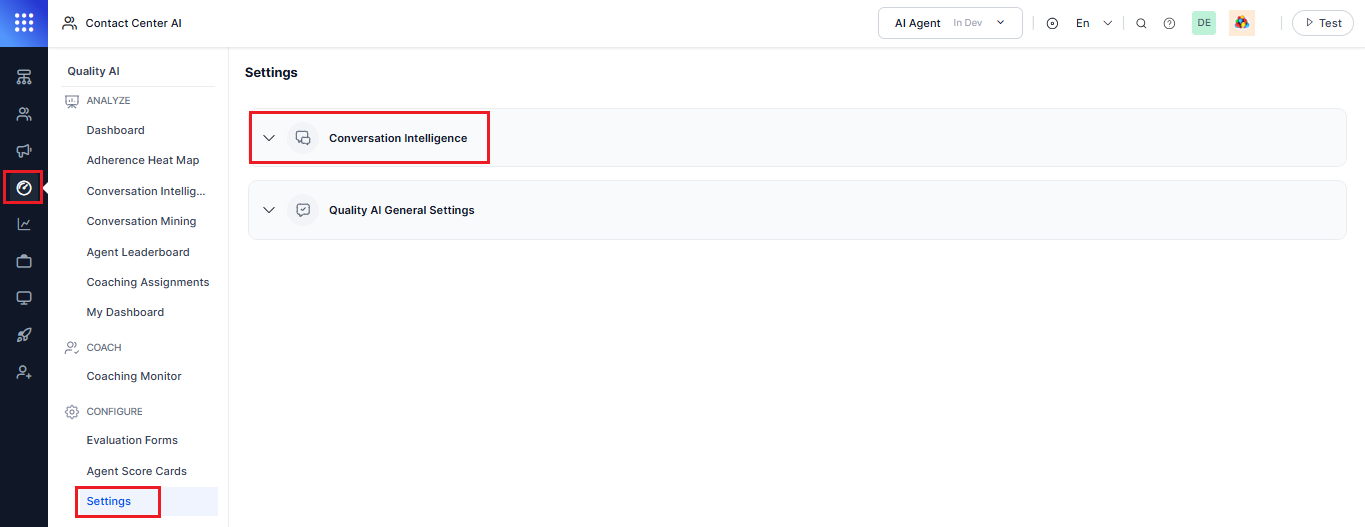 Contact Center AI
AI Agent In Dev
En
DE
Test
Quality AI
ANALYZE
Dashboard
Adherence Heat Map
Conversation Intellig...
Conversation Mining
Agent Leaderboard
Coaching Assignments
My Dashboard
COACH
Coaching Monitor
CONFIGURE
Evaluation Forms
Agent Score Cards
Settings
Settings
Conversation Intelligence
Quality AI General Settings